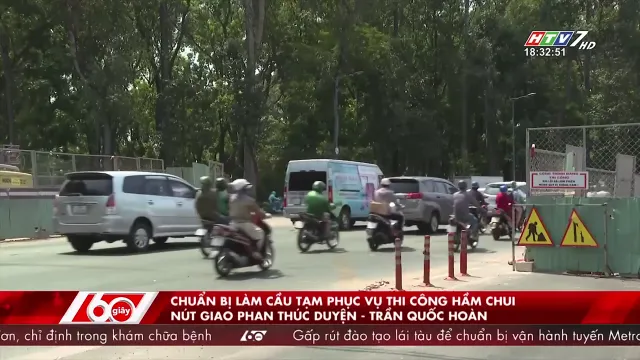 HTV7 HD
18:32:51
60 giây
CHUẨN BỊ LÀM CẦU TẠM PHỤC VỤ THI CÔNG HẦM CHUI
NÚT GIAO PHAN THÚC DUYỆN - TRẦN QUỐC HOÀN
ơn, chỉ định trong khám chữa bệnh
Gấp rút đào tạo lái tàu để chuẩn bị vận hành tuyến Metro